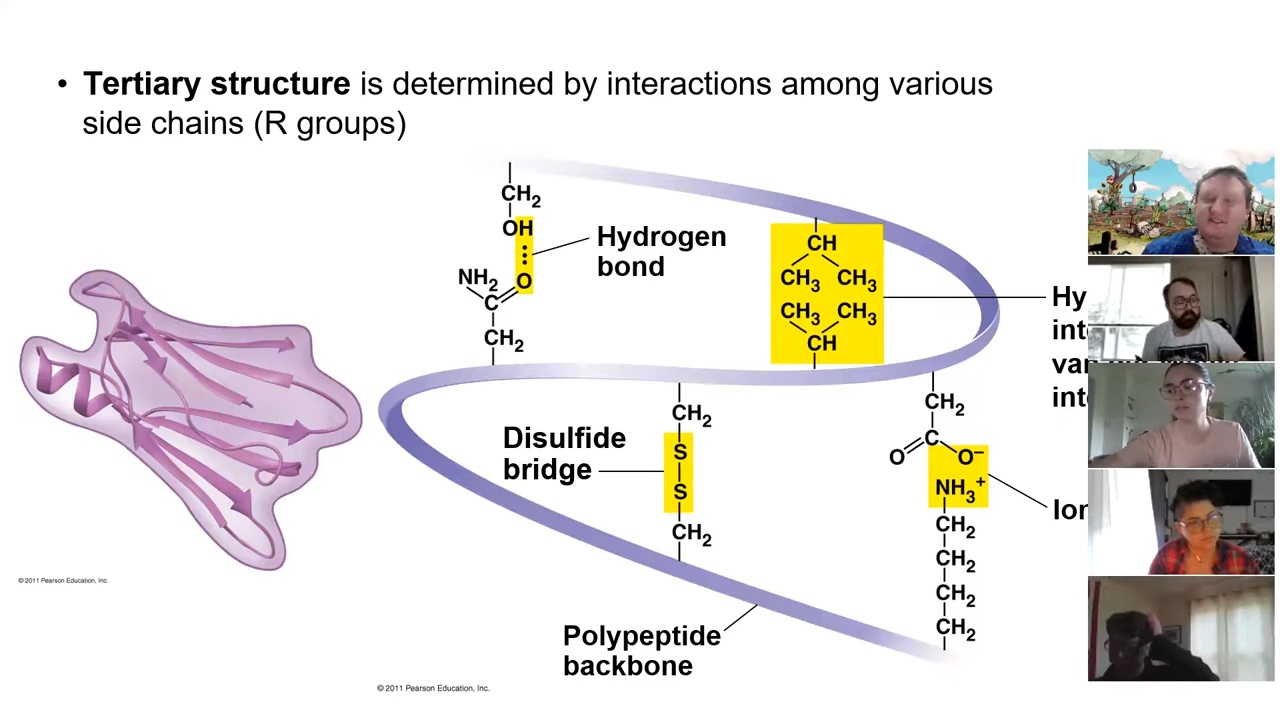 • Tertiary structure is determined by interactions among various
side chains (R groups)
CH2
OH
Hydrogen
bond
NH2
O
C
CH2
CH
CH3 CH3
CH3 CH3
CH
Hy
int
va
int
CH2
C
O
O–
NH3+
Ion
CH2
CH2
CH2
CH2
CH2
Disulfide
bridge
S
S
CH2
Polypeptide
backbone
© 2011 Pearson Education, Inc.
© 2011 Pearson Education, Inc.